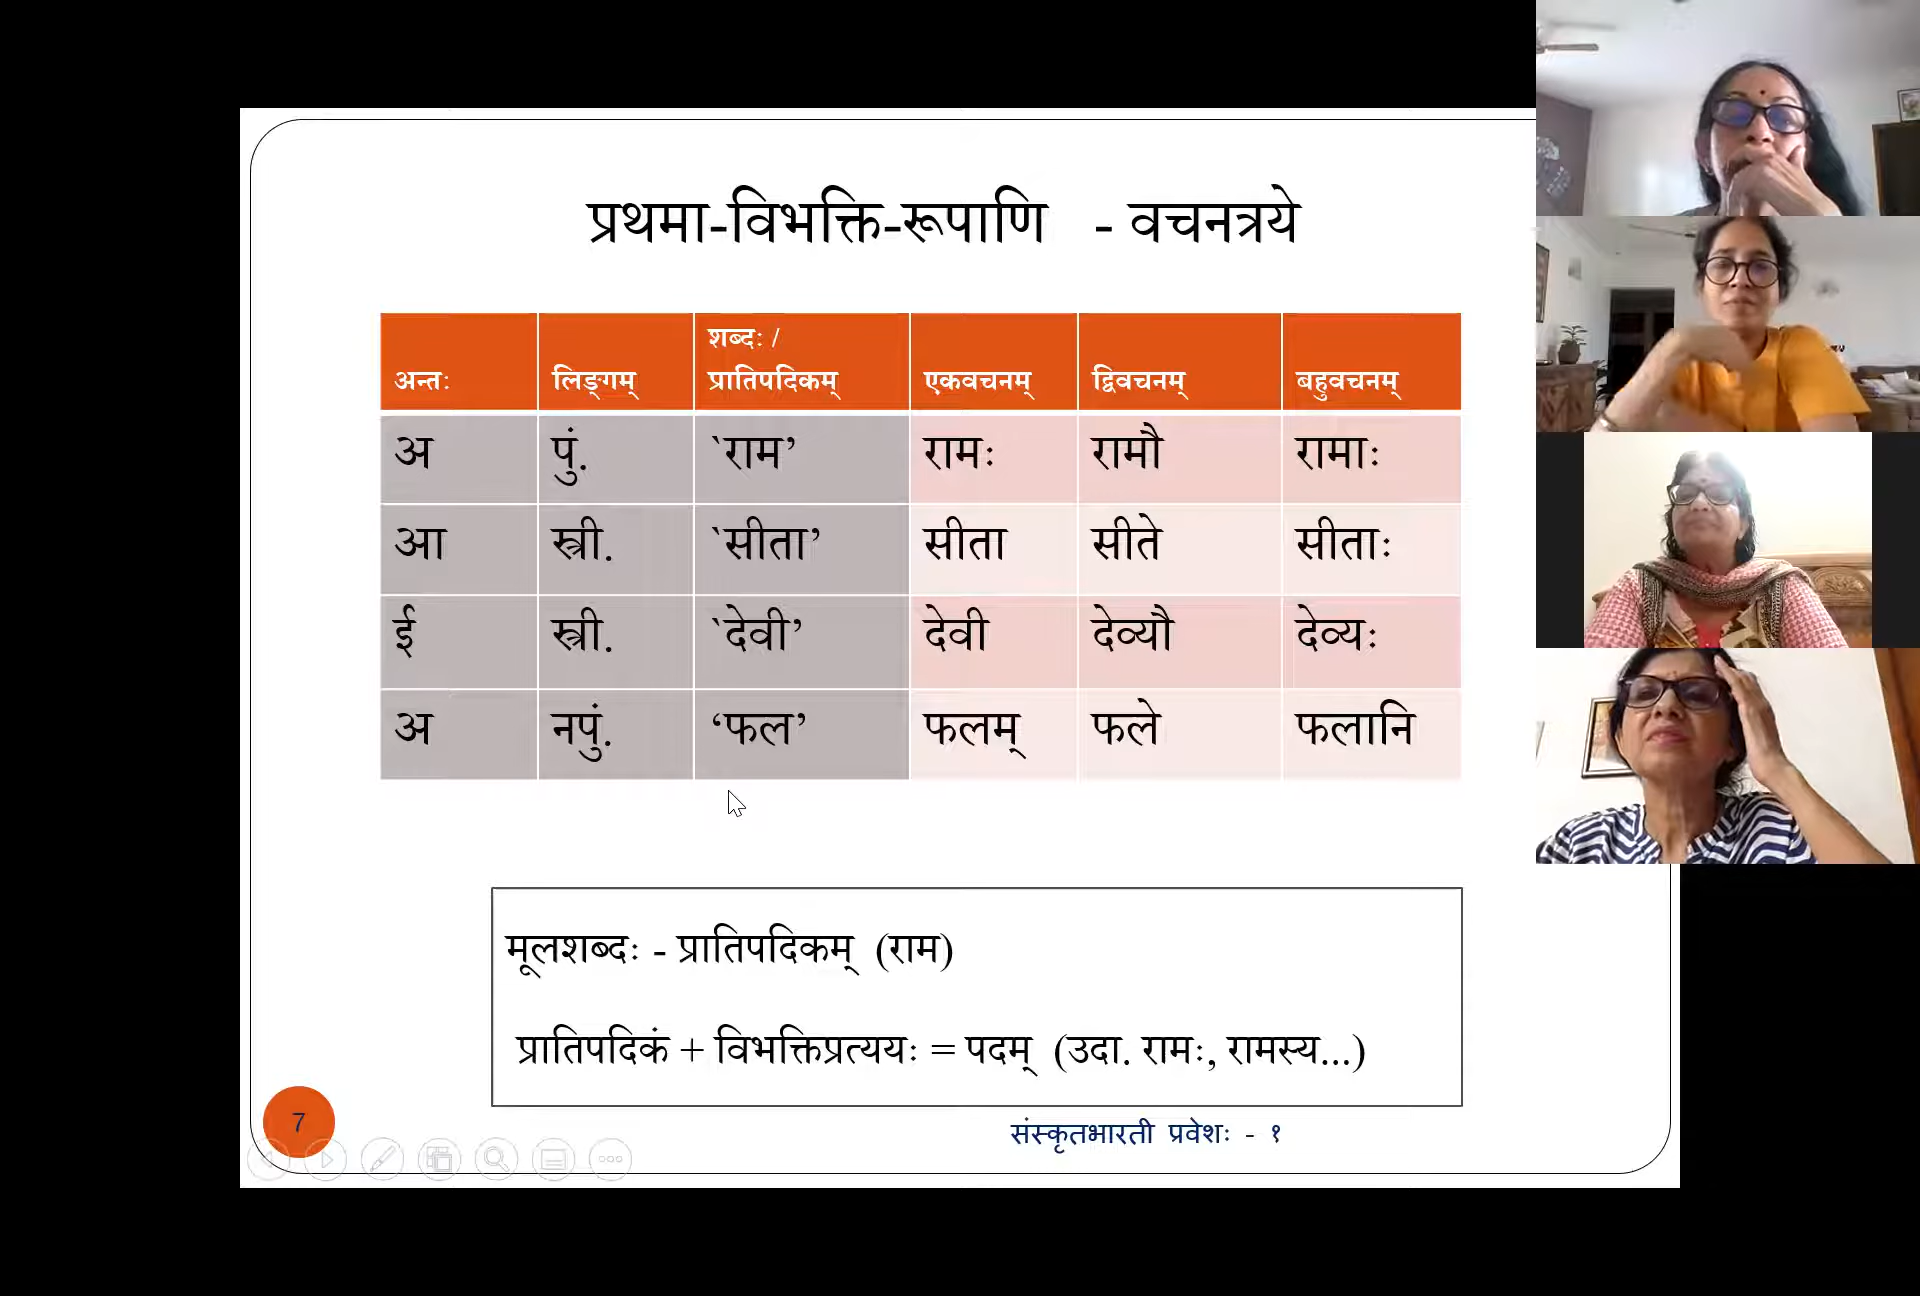 प्रथमा-विभक्ति-रूपाणि - वचनत्रये
अन्तः लिङ्गम् शब्दः / प्रातिपदिकम् एकवचनम् द्विवचनम् बहुवचनम्
अ पुं. `राम’ रामः रामौ रामाः
आ स्त्री. `सीता’ सीता सीते सीताः
ई स्त्री. `देवी’ देवी देव्यौ देव्यः
अ नपुं. ‘फल’ फलम् फले फलानि
मूलशब्दः - प्रातिपदिकम् (राम)
प्रातिपदिकं + विभक्तिप्रत्ययः = पदम् (उदा. रामः, रामस्य...)
7
संस्कृतभारती प्रवेशः - १